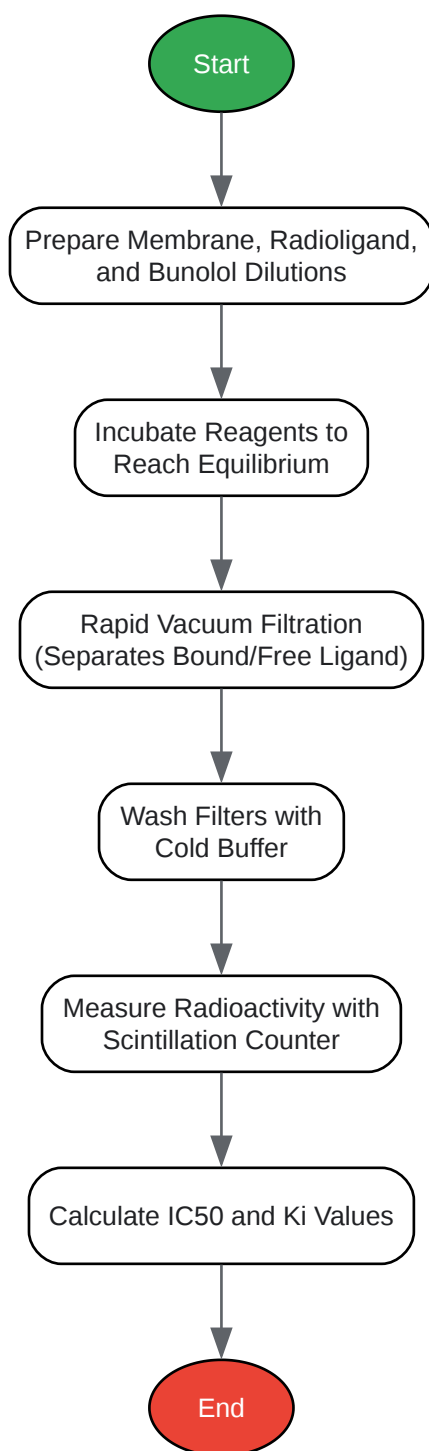 Start
Prepare Membrane, Radioligand,
and Bunolol Dilutions
Incubate Reagents to
Reach Equilibrium
Rapid Vacuum Filtration
(Separates Bound/Free Ligand)
Wash Filters with
Cold Buffer
Measure Radioactivity with
Scintillation Counter
Calculate IC50 and Ki Values
End